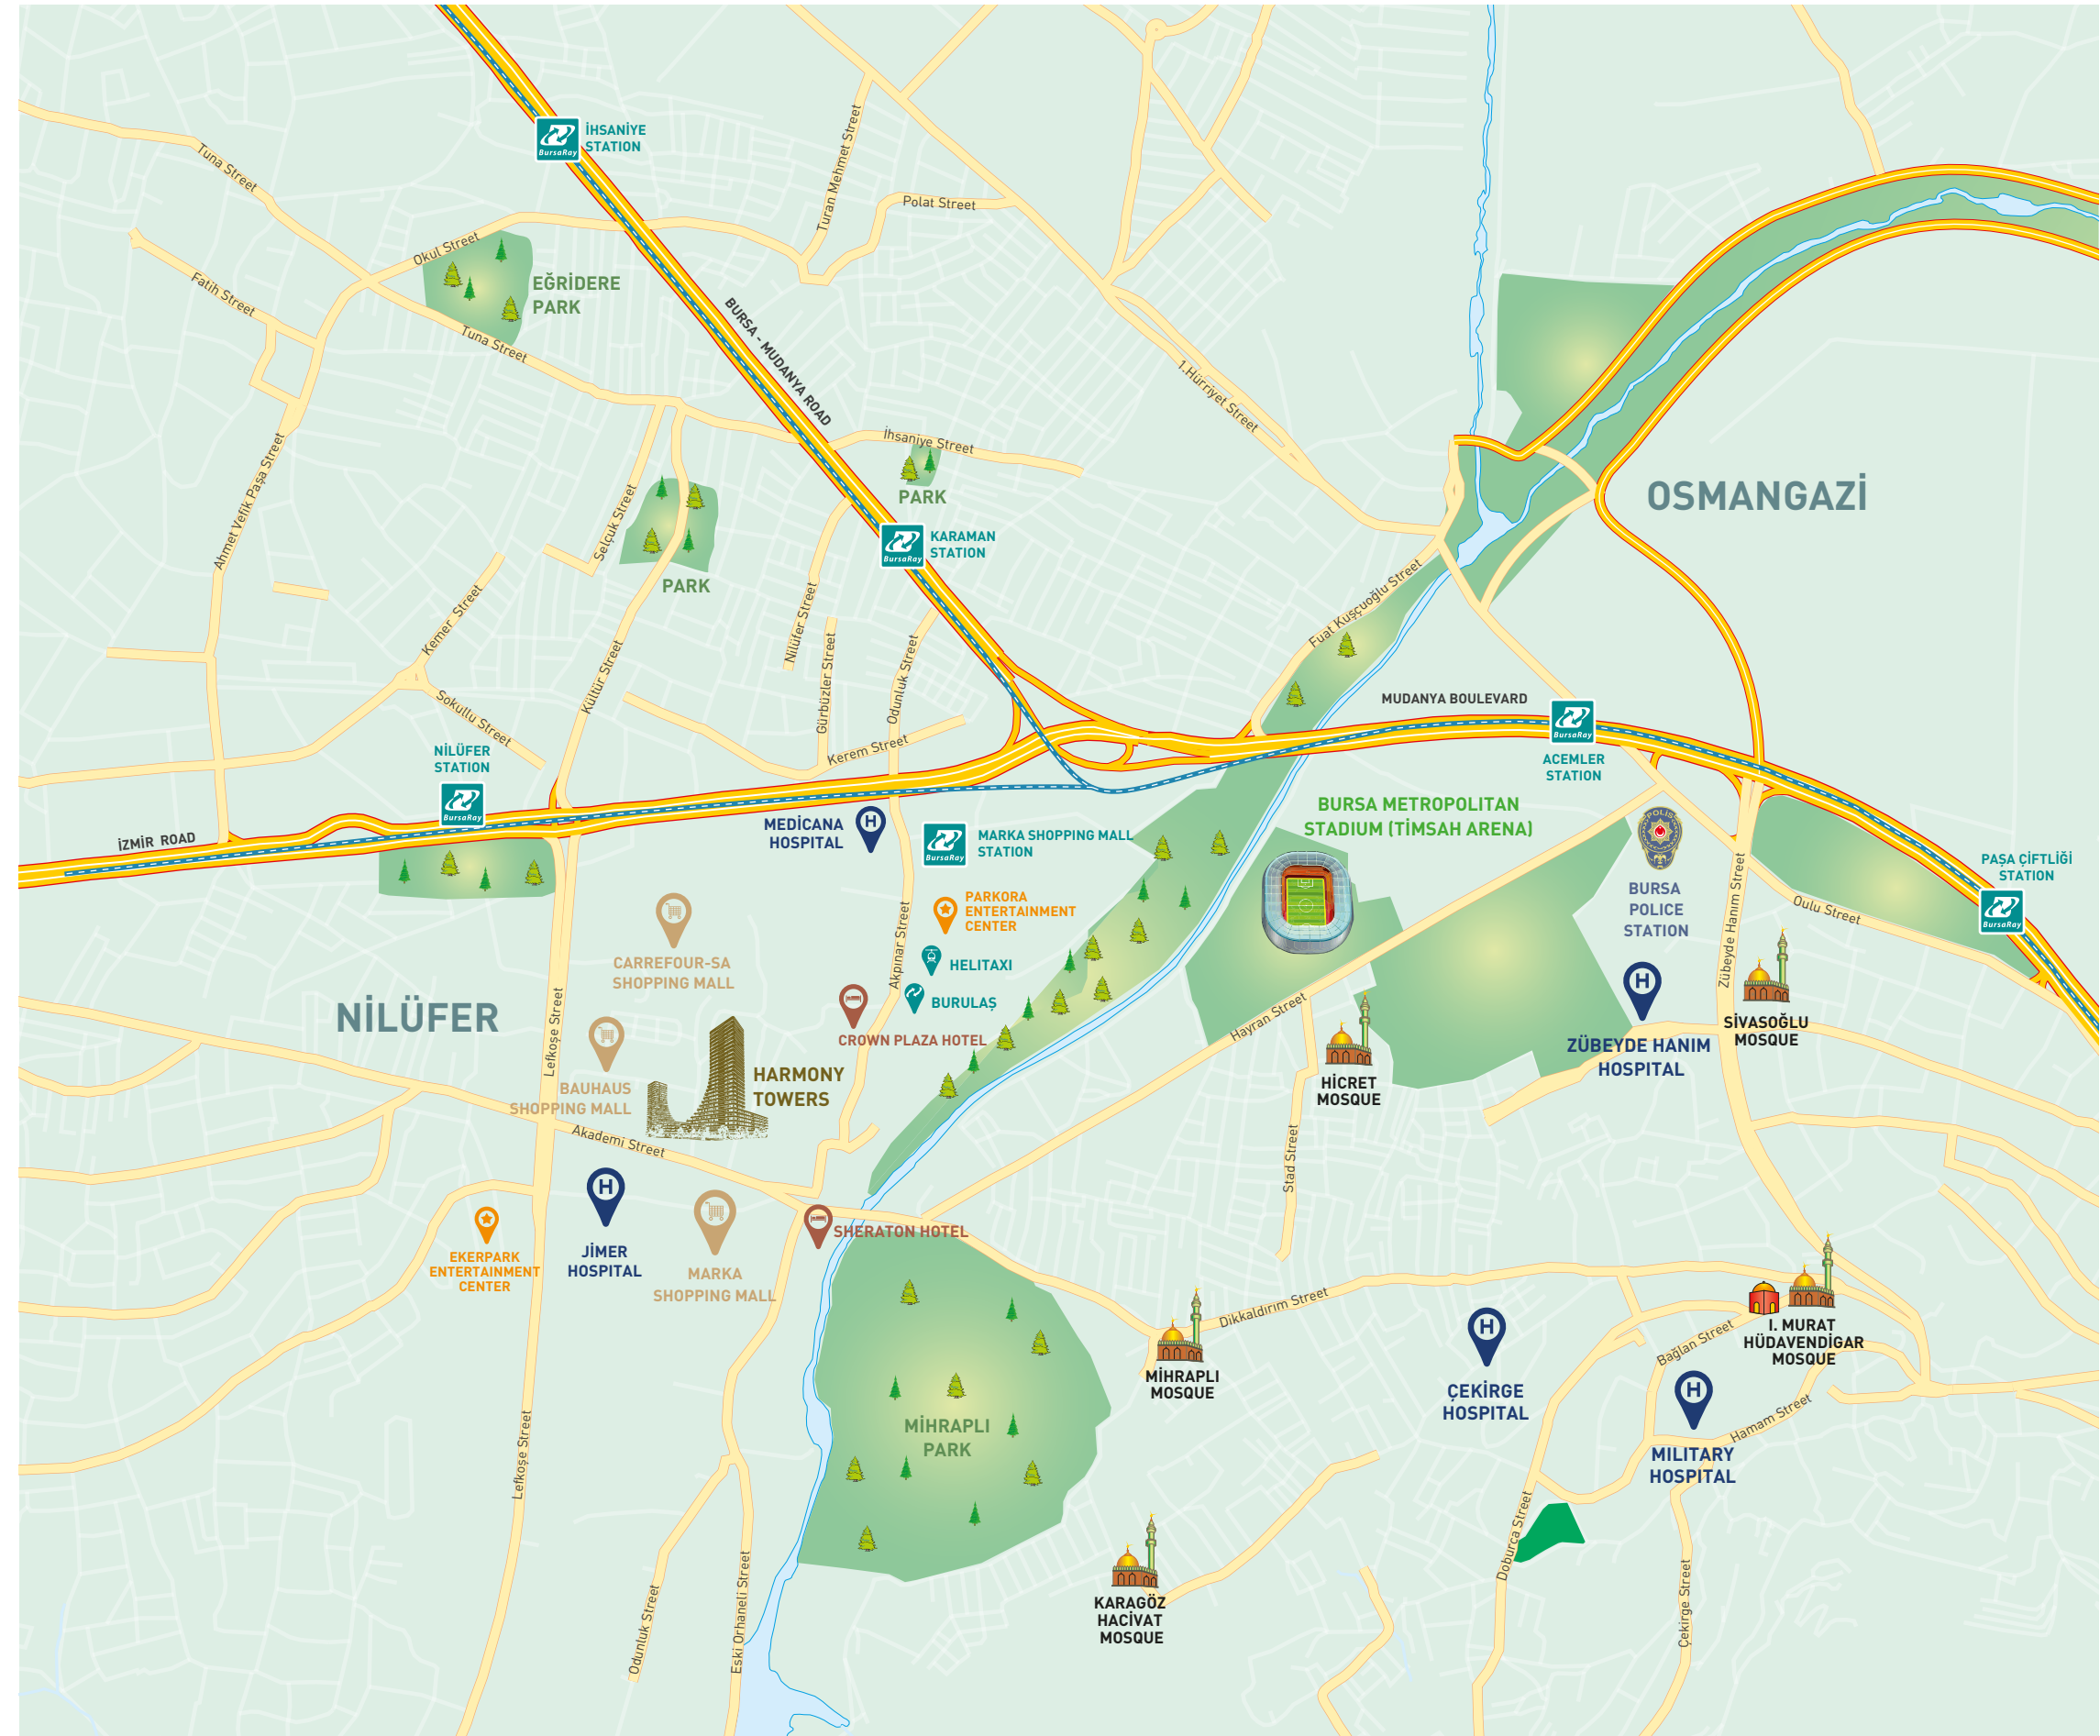 İHSANİYE
STATION
BursaRay
Tuna Street
Turan Mehmet Street
Polat Street
Okul Street
EĞRİDERE
PARK
Fatih Street
Tuna Street
BURSA - MUDANYA ROAD
1.Hürriyet Street
İhsaniye Street
PARK
Ahmet Vefik Paşa Street
Selçuk Street
OSMANGAZİ
KARAMAN
STATION
BursaRay
PARK
Fuat Kuşçuoğlu Street
Kemer Street
Nilüfer Street
Gürbüzler Street
Odunluk Street
Kültür Street
Sokullu Street
MUDANYA BOULEVARD
BursaRay
ACEMLER
STATION
Kerem Street
NİLÜFER
STATION
BursaRay
İZMİR ROAD
MEDİCANA
HOSPITAL
H
BursaRay
MARKA SHOPPING MALL
STATION
BURSA METROPOLITAN
STADIUM (TİMSAH ARENA)
POLIS
BURSA
POLICE
STATION
PAŞA ÇİFTLİĞİ
STATION
BursaRay
Zübeyde Hanım Street
Oulu Street
PARKORA
ENTERTAINMENT
CENTER
Akpınar Street
HELITAXI
BURULAŞ
CARREFOUR-SA
SHOPPING MALL
NİLÜFER
Lefkoşe Street
CROWN PLAZA HOTEL
Hayran Street
H
ZÜBEYDE HANIM
HOSPITAL
SİVASOĞLU
MOSQUE
HİCRET
MOSQUE
BAUHAUS
SHOPPING MALL
HARMONY
TOWERS
Akademi Street
Stad Street
H
JİMER
HOSPITAL
EKERPARK
ENTERTAINMENT
CENTER
MARKA
SHOPPING MALL
SHERATON HOTEL
Dikkaldırım Street
MİHRAPLI
MOSQUE
H
ÇEKİRGE
HOSPITAL
I. MURAT
HÜDAVENDİGAR
MOSQUE
Bağlan Street
H
MILITARY
HOSPITAL
Hamam Street
MİHRAPLI
PARK
Lefkoşe Street
Doburca Street
Çekirge Street
KARAGÖZ
HACİVAT
MOSQUE
Odunluk Street
Eski Orhaneli Street